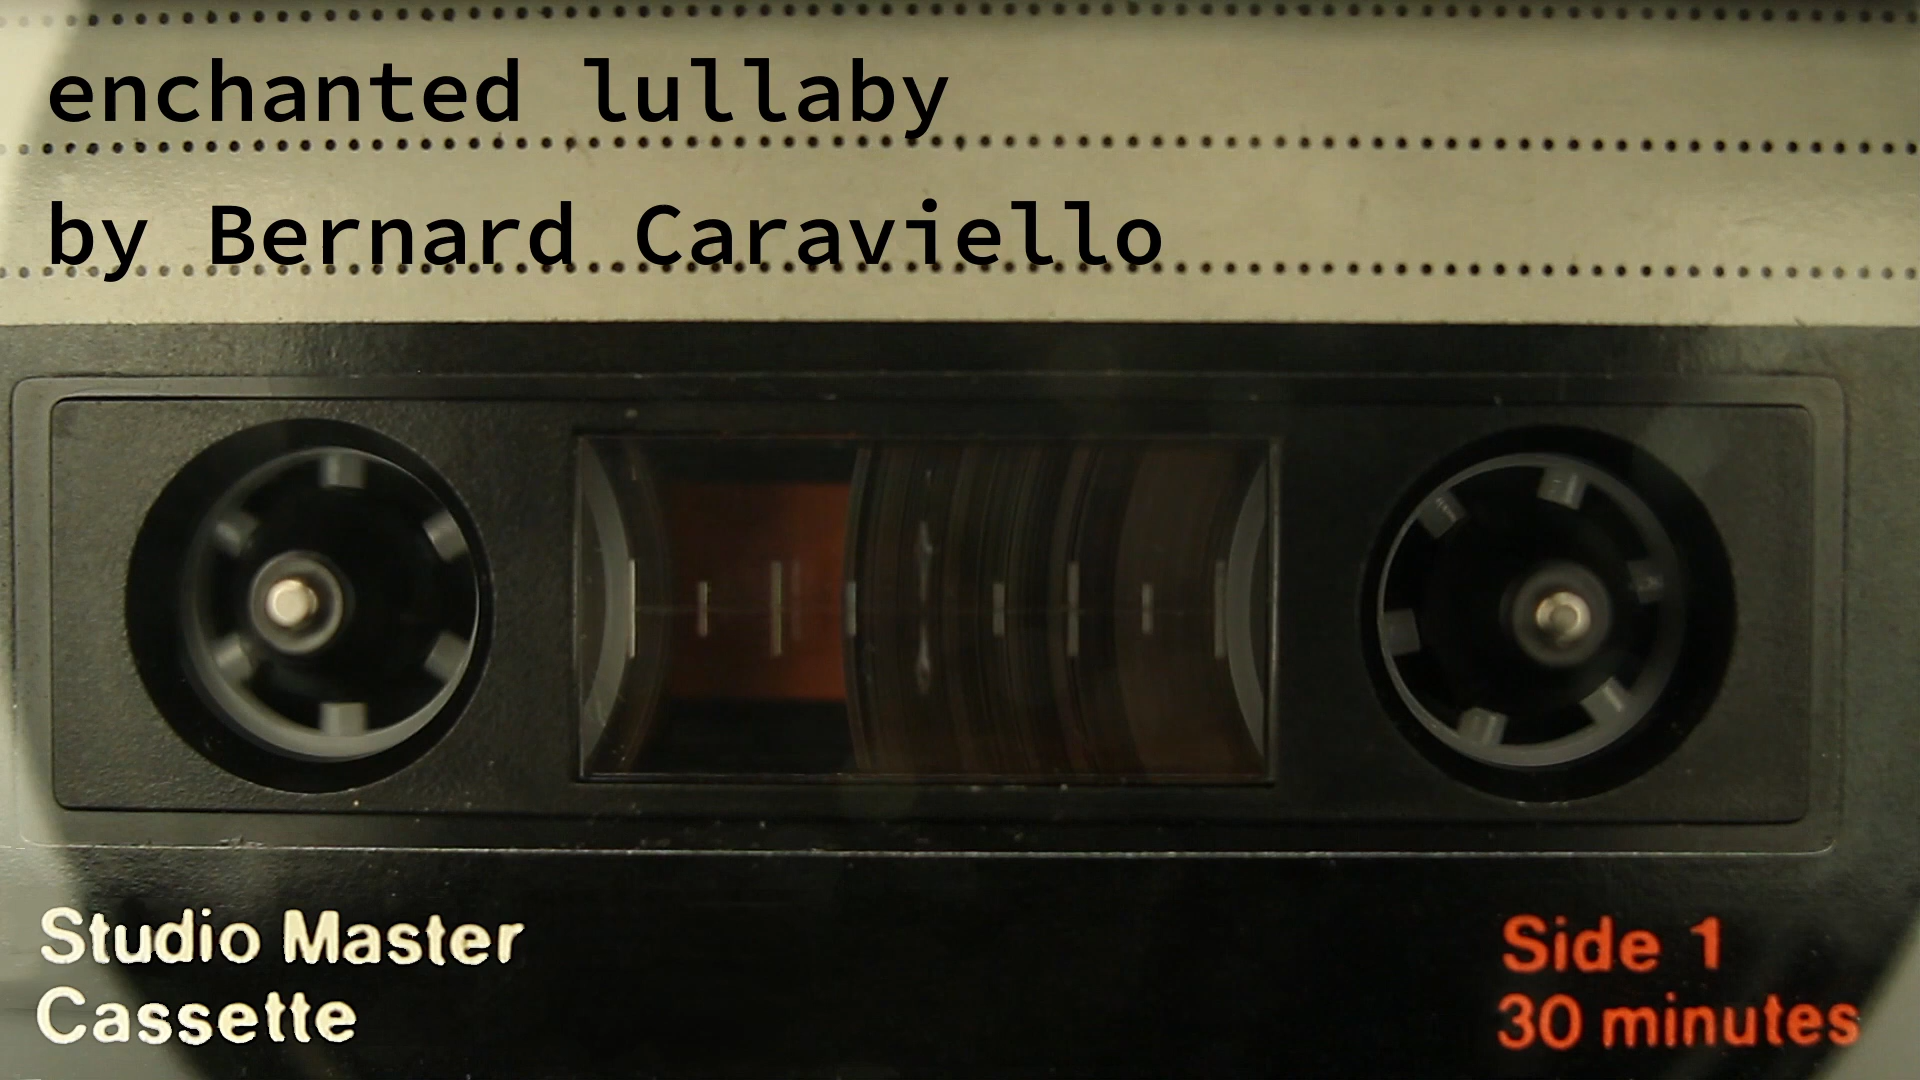 enchanted lullaby
by Bernard Caraviello
Studio Master
Cassette
Side 1
30 minutes